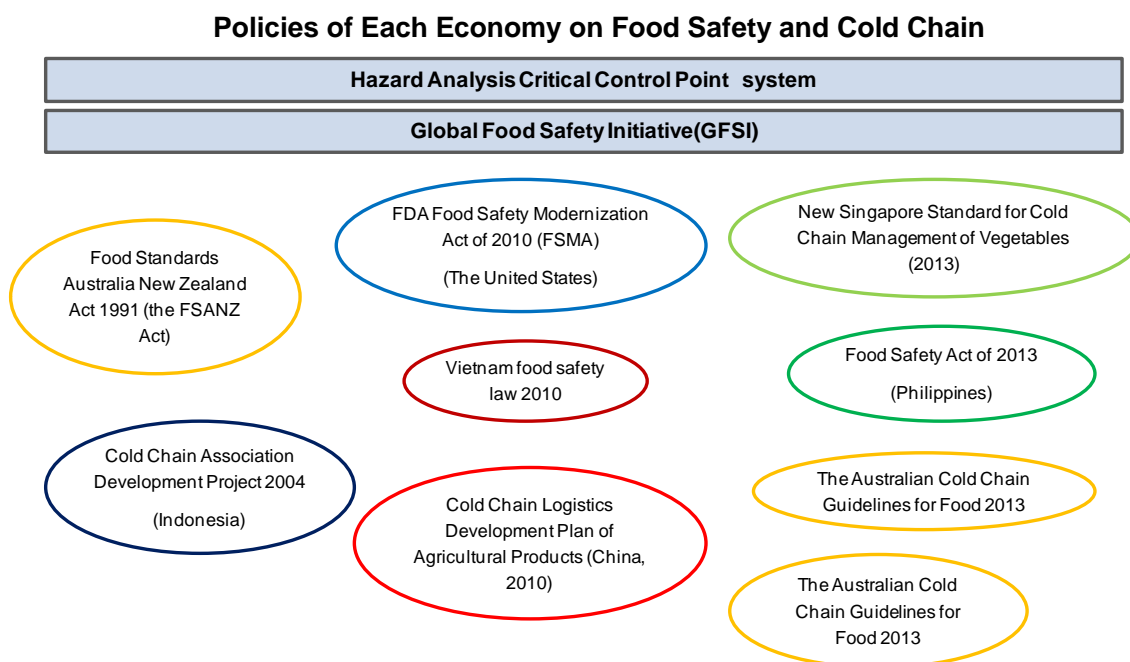 Policies of Each Economy on Food Safety and Cold Chain
Hazard Analysis Critical Control Point system
Global Food Safety Initiative(GFSI)
Food Standards
Australia New Zealand
Act 1991 (the FSANZ
Act)
Cold Chain Association
Development Project 2004
(Indonesia)
FDA Food Safety Modernization
Act of 2010 (FSMA)
(The United States)
Vietnam food safety
law 2010
Cold Chain Logistics
Development Plan of
Agricultural Products (China,
2010)
New Singapore Standard for Cold
Chain Management of Vegetables
(2013)
Food Safety Act of 2013
(Philippines)
The Australian Cold Chain
Guidelines for Food 2013
The Australian Cold
Chain Guidelines for
Food 2013